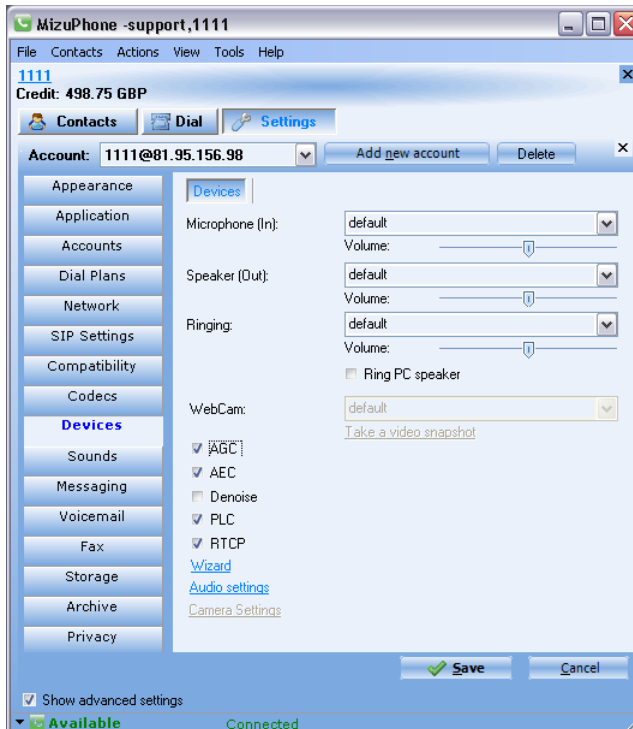 MizuPhone -support,1111
File Contacts Actions View Tools Help
1111
Credit: 498.75 GBP
Contacts Dial Settings
Account: 1111@81.95.156.98 Add new account Delete
Appearance
Application
Accounts
Dial Plans
Network
SIP Settings
Compatibility
Codecs
Devices
Sounds
Messaging
Voicemail
Fax
Storage
Archive
Privacy
Devices
Microphone (In): default
Volume:
Speaker (Out): default
Volume:
Ringing: default
Volume:
Ring PC speaker
WebCam: default
Take a video snapshot
AGC
AEC
Denoise
PLC
RTCP
Wizard
Audio settings
Camera Settings
Save Cancel
Show advanced settings
Available Connected